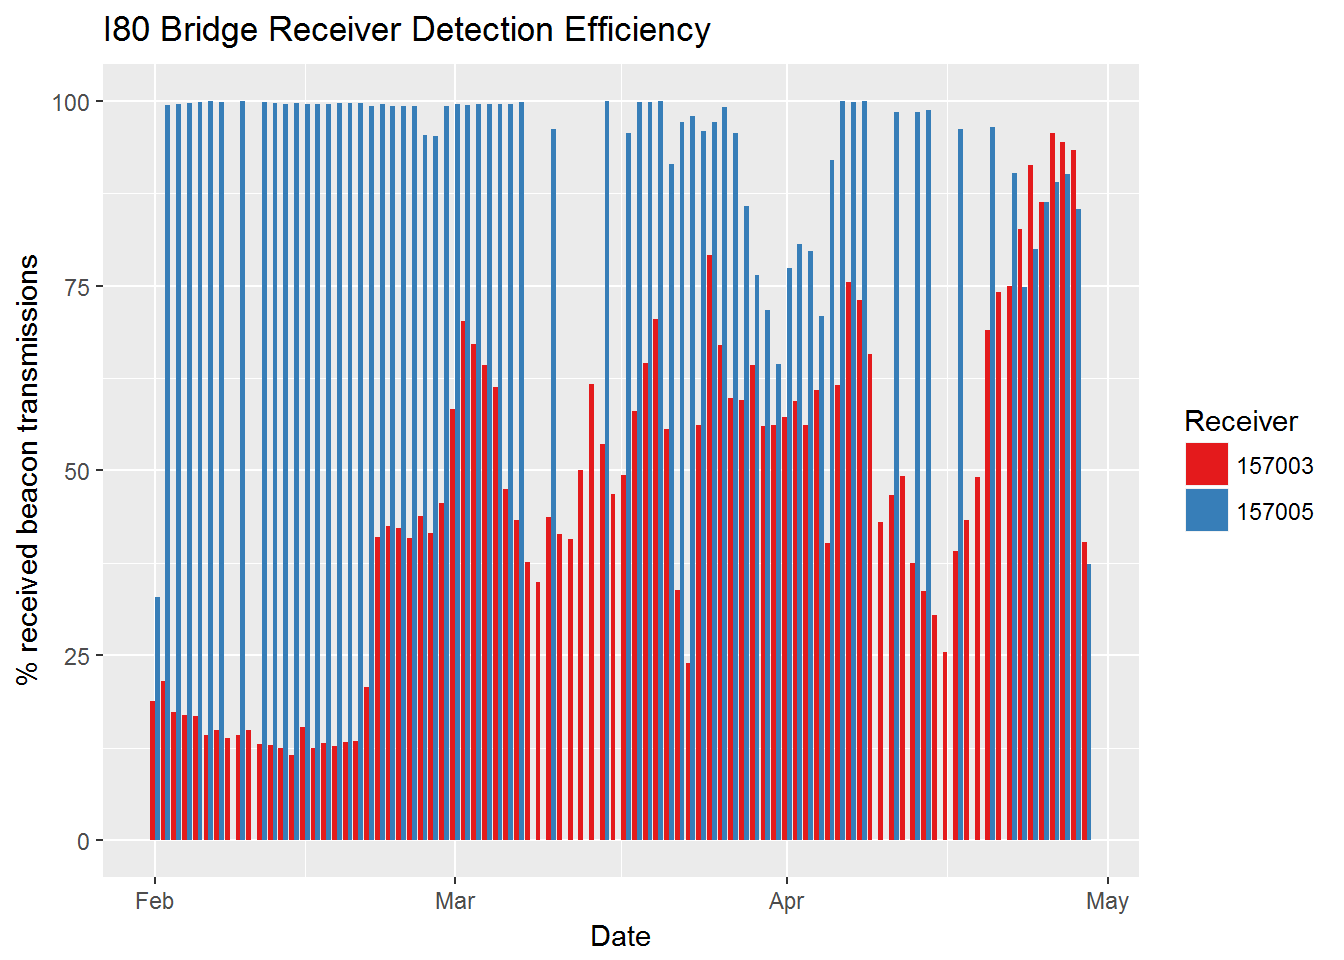 I80 Bridge Receiver Detection Efficiency
% received beacon transmissions
100
75
50
25
0
Feb
Mar
Apr
May
Date
Receiver
157003
157005